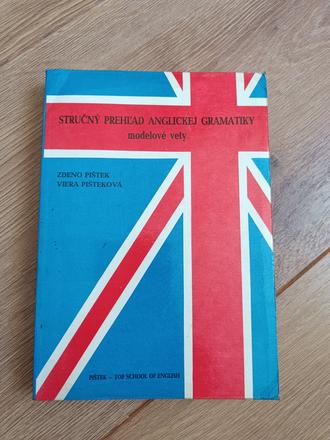 STRUČNÝ PREHĽAD ANGLICKEJ GRAMATIKY
modelové vety
ZDENO PIŠTEK
VIERA PIŠTEKOVÁ
PIŠTEK – TOP SCHOOL OF ENGLISH